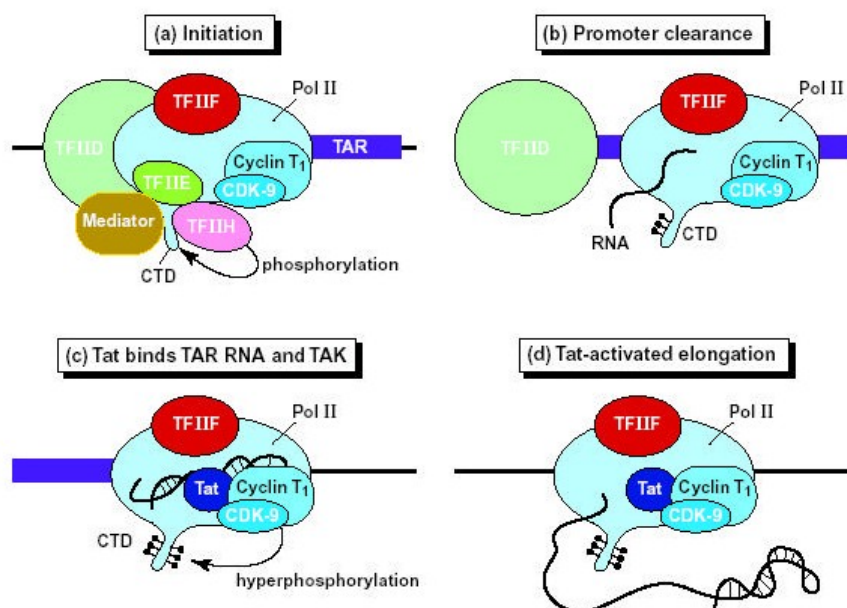 (a) Initiation
TFIIF
Pol II
TFIID
TAR
Cyclin T1
TFIIE
CDK-9
Mediator
TFIIH
CTD
phosphorylation
(b) Promoter clearance
TFIIF
Pol II
TFIID
Cyclin T1
CDK-9
RNA
CTD
(c) Tat binds TAR RNA and TAK
TFIIF
Pol II
Tat
Cyclin T1
CDK-9
CTD
hyperphosphorylation
(d) Tat-activated elongation
TFIIF
Pol II
Tat
Cyclin T1
CDK-9
CTD